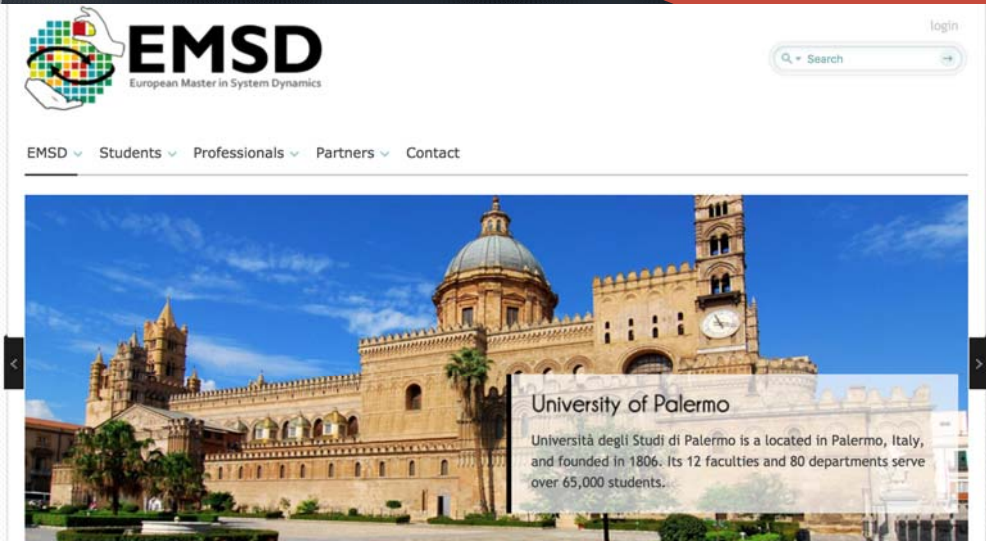 EMSD
European Master in System Dynamics
login
Search
EMSD
Students
Professionals
Partners
Contact
University of Palermo
Università degli Studi di Palermo is a located in Palermo, Italy,
and founded in 1806. Its 12 faculties and 80 departments serve
over 65,000 students.